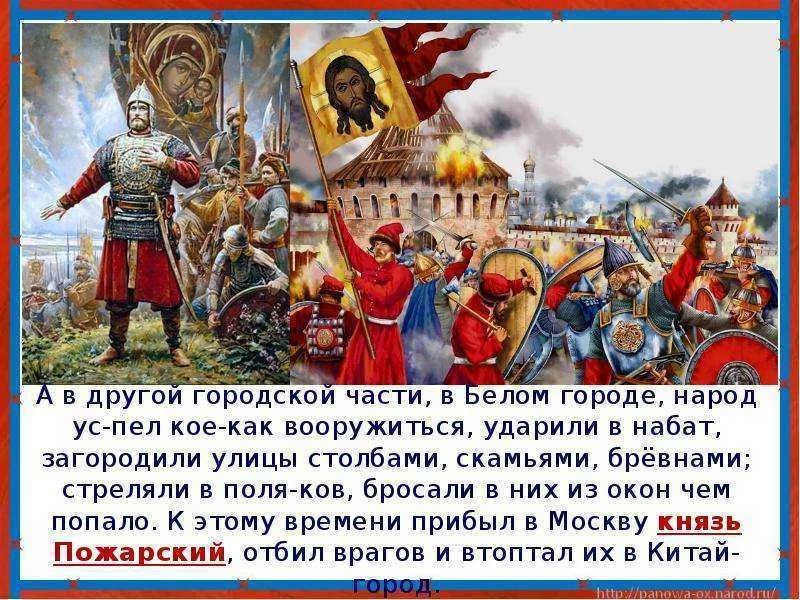 А в другой городской части, в Белом городе, народ
ус-пел кое-как вооружиться, ударили в набат,
загородили улицы столбами, скамьями, брёвнами;
стреляли в поля-ков, бросали в них из окон чем
попало. К этому времени прибыл в Москву князь
Пожарский, отбил врагов и втоптал их в Китай-
город.
http://panowa-ox.narod.ru/